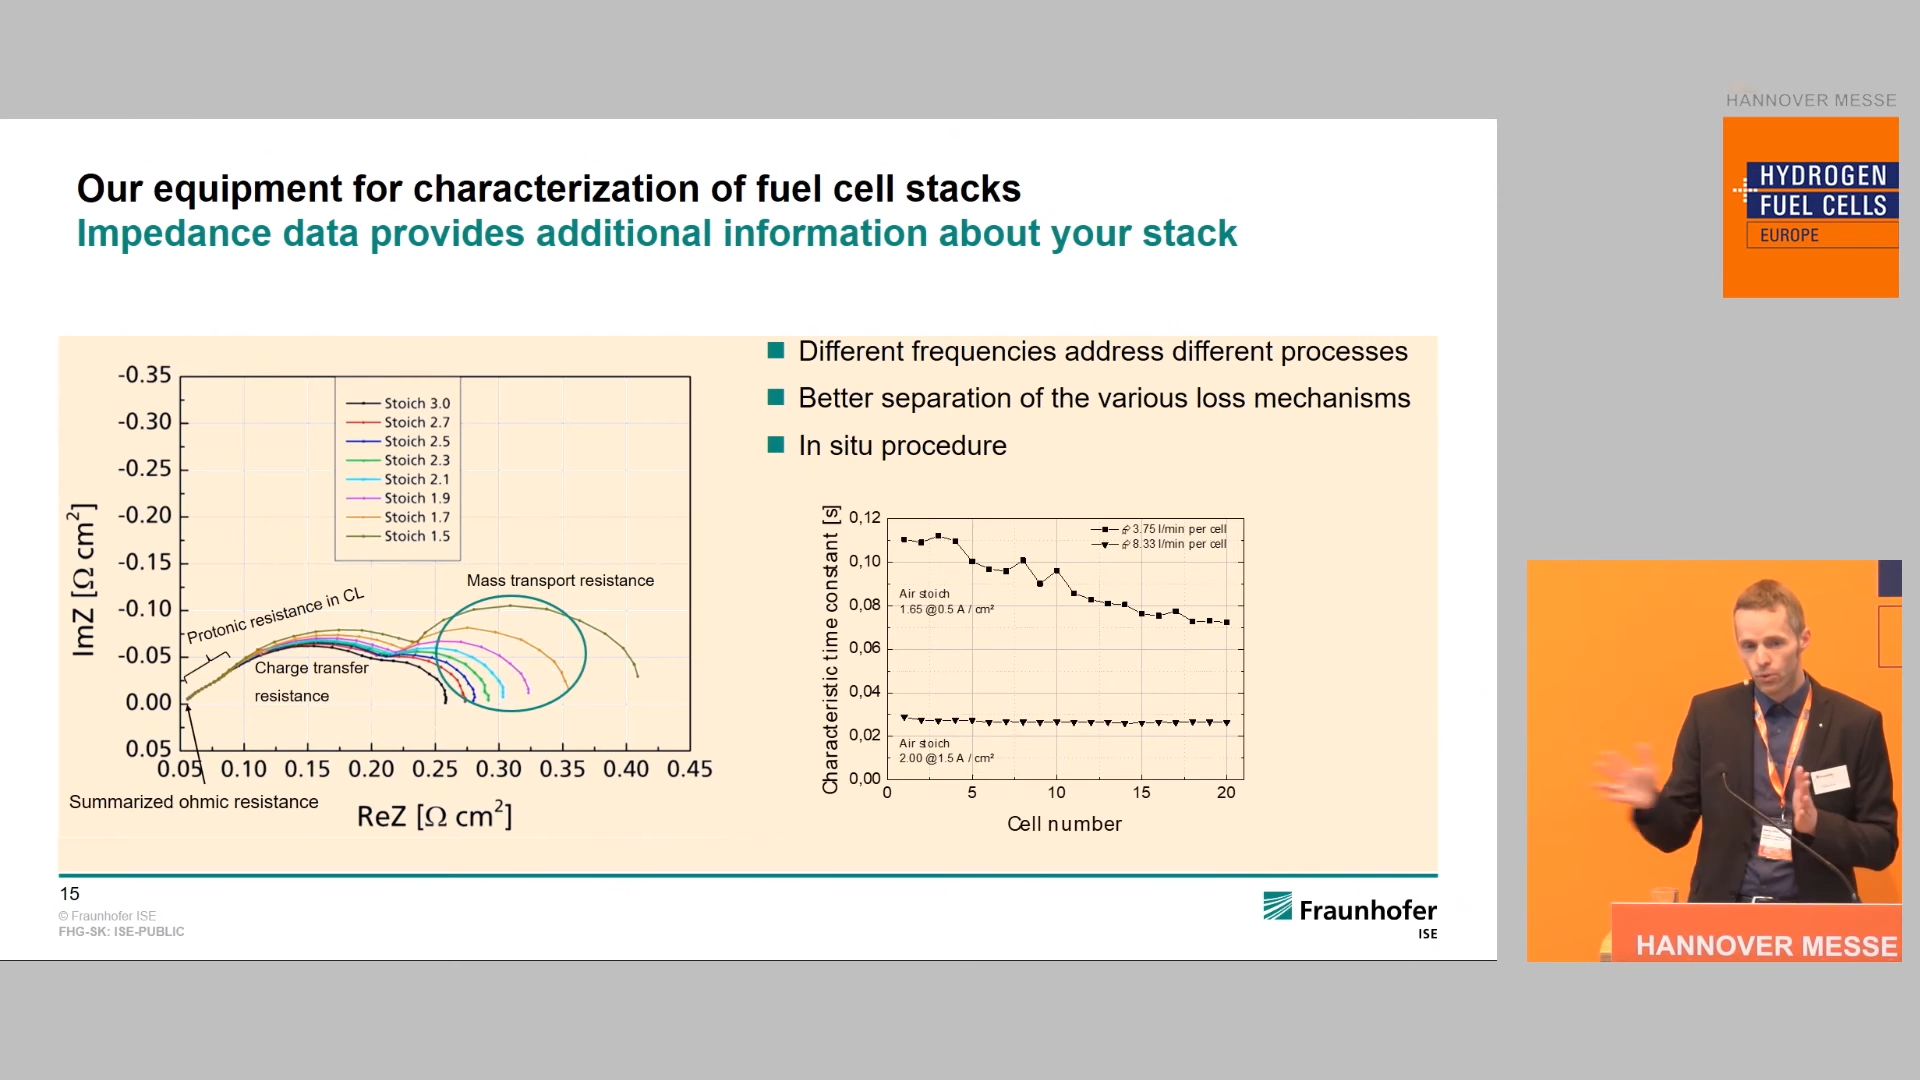 HANNOVER MESSE
HYDROGEN
FUEL CELLS
EUROPE
Our equipment for characterization of fuel cell stacks
Impedance data provides additional information about your stack
-0.35
-0.30
-0.25
-0.20
-0.15
-0.10
-0.05
0.00
0.05
ImZ [Ω cm²]
Stoich 3.0
Stoich 2.7
Stoich 2.5
Stoich 2.3
Stoich 2.1
Stoich 1.9
Stoich 1.7
Stoich 1.5
Mass transport resistance
Protonic resistance in CL
Charge transfer
resistance
0.05 0.10 0.15 0.20 0.25 0.30 0.35 0.40 0.45
Summarized ohmic resistance
ReZ [Ω cm²]
Different frequencies address different processes
Better separation of the various loss mechanisms
In situ procedure
Characteristic time constant [s]
0,12
0,10
0,08
0,06
0,04
0,02
0,00
3.75 l/min per cell
8.33 l/min per cell
Air stoich
1.65 @0.5 A / cm²
Air stoich
2.00 @1.5 A / cm²
0 5 10 15 20
Cell number
15
© Fraunhofer ISE
FHG-SK: ISE-PUBLIC
Fraunhofer
ISE
HANNOVER MESSE